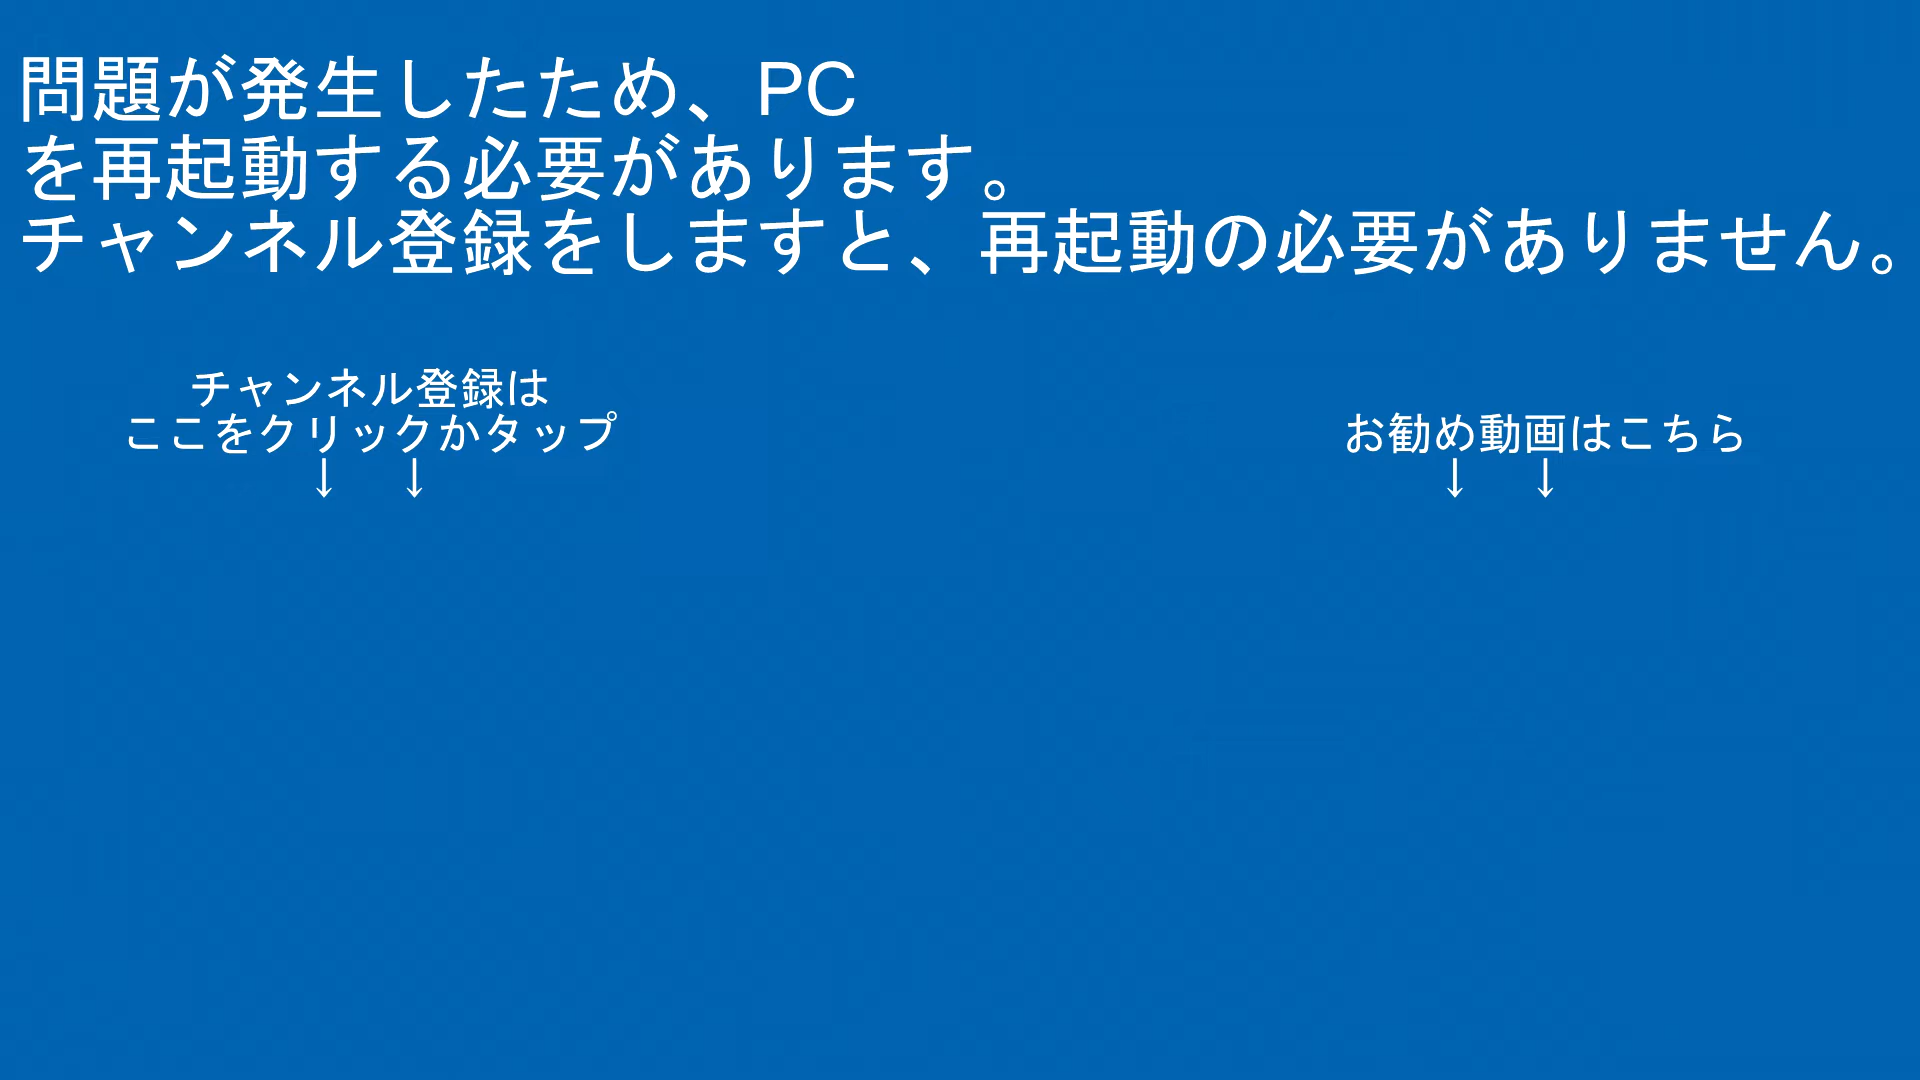 問題が発生したため、PC
を再起動する必要があります。
チャンネル登録をしますと、再起動の必要がありません。
チャンネル登録は
ここをクリックかタップ
↓ ↓
お勧め動画はこちら
↓ ↓